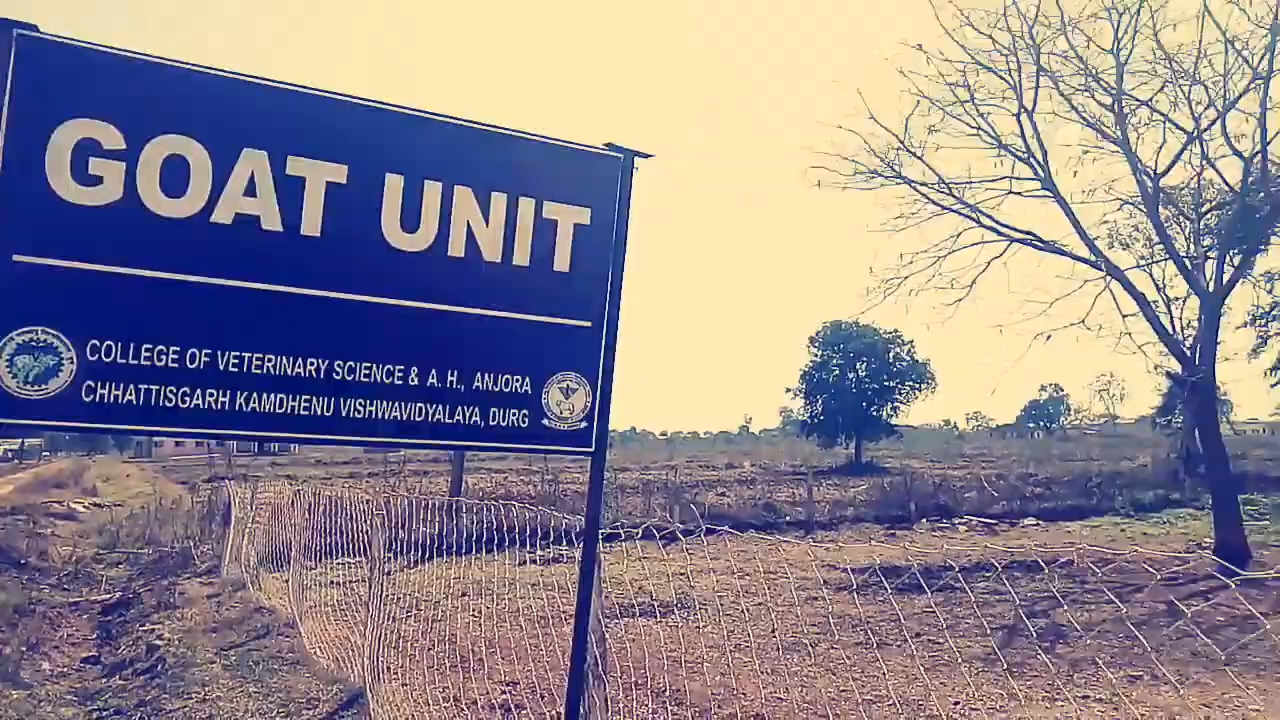 GOAT UNIT
COLLEGE OF VETERINARY SCIENCE & A. H., ANJORA
CHHATTISGARH KAMDHENU VISHWAVIDYALAYA, DURG